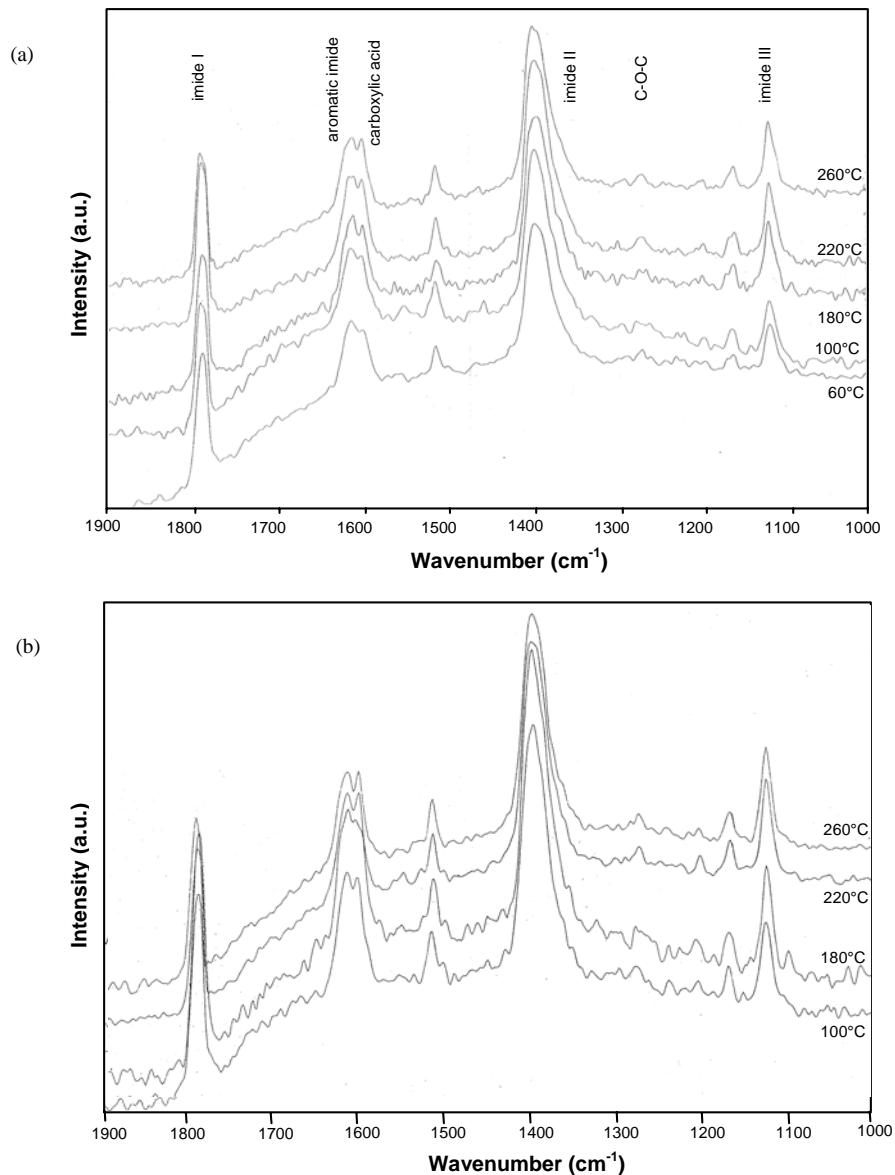 (a)
imide I
aromatic imide
carboxylic acid
imide II
C-O-C
imide III
260°C
220°C
180°C
100°C
60°C
Intensity (a.u.)
1900 1800 1700 1600 1500 1400 1300 1200 1100 1000
Wavenumber (cm-1)
(b)
260°C
220°C
180°C
100°C
Intensity (a.u.)
1900 1800 1700 1600 1500 1400 1300 1200 1100 1000
Wavenumber (cm-1)